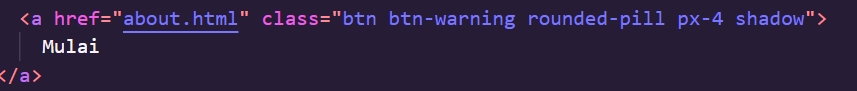 <a href="about.html" class="btn btn-warning rounded-pill px-4 shadow">
Mulai
</a>